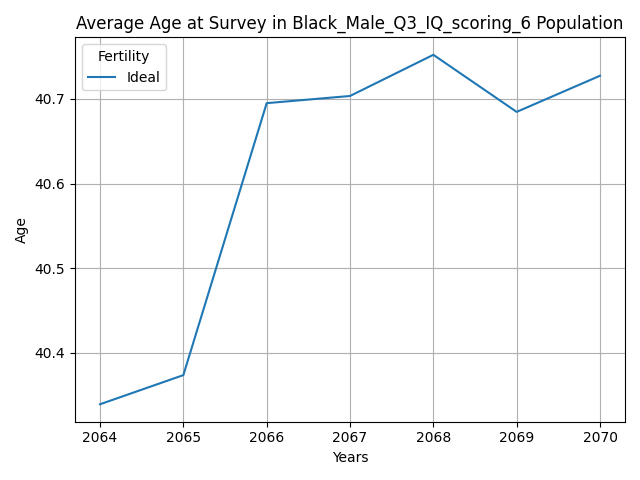 Average Age at Survey in Black_Male_Q3_IQ_scoring_6 Population
Fertility
Ideal
Age
40.7
40.6
40.5
40.4
2064 2065 2066 2067 2068 2069 2070
Years